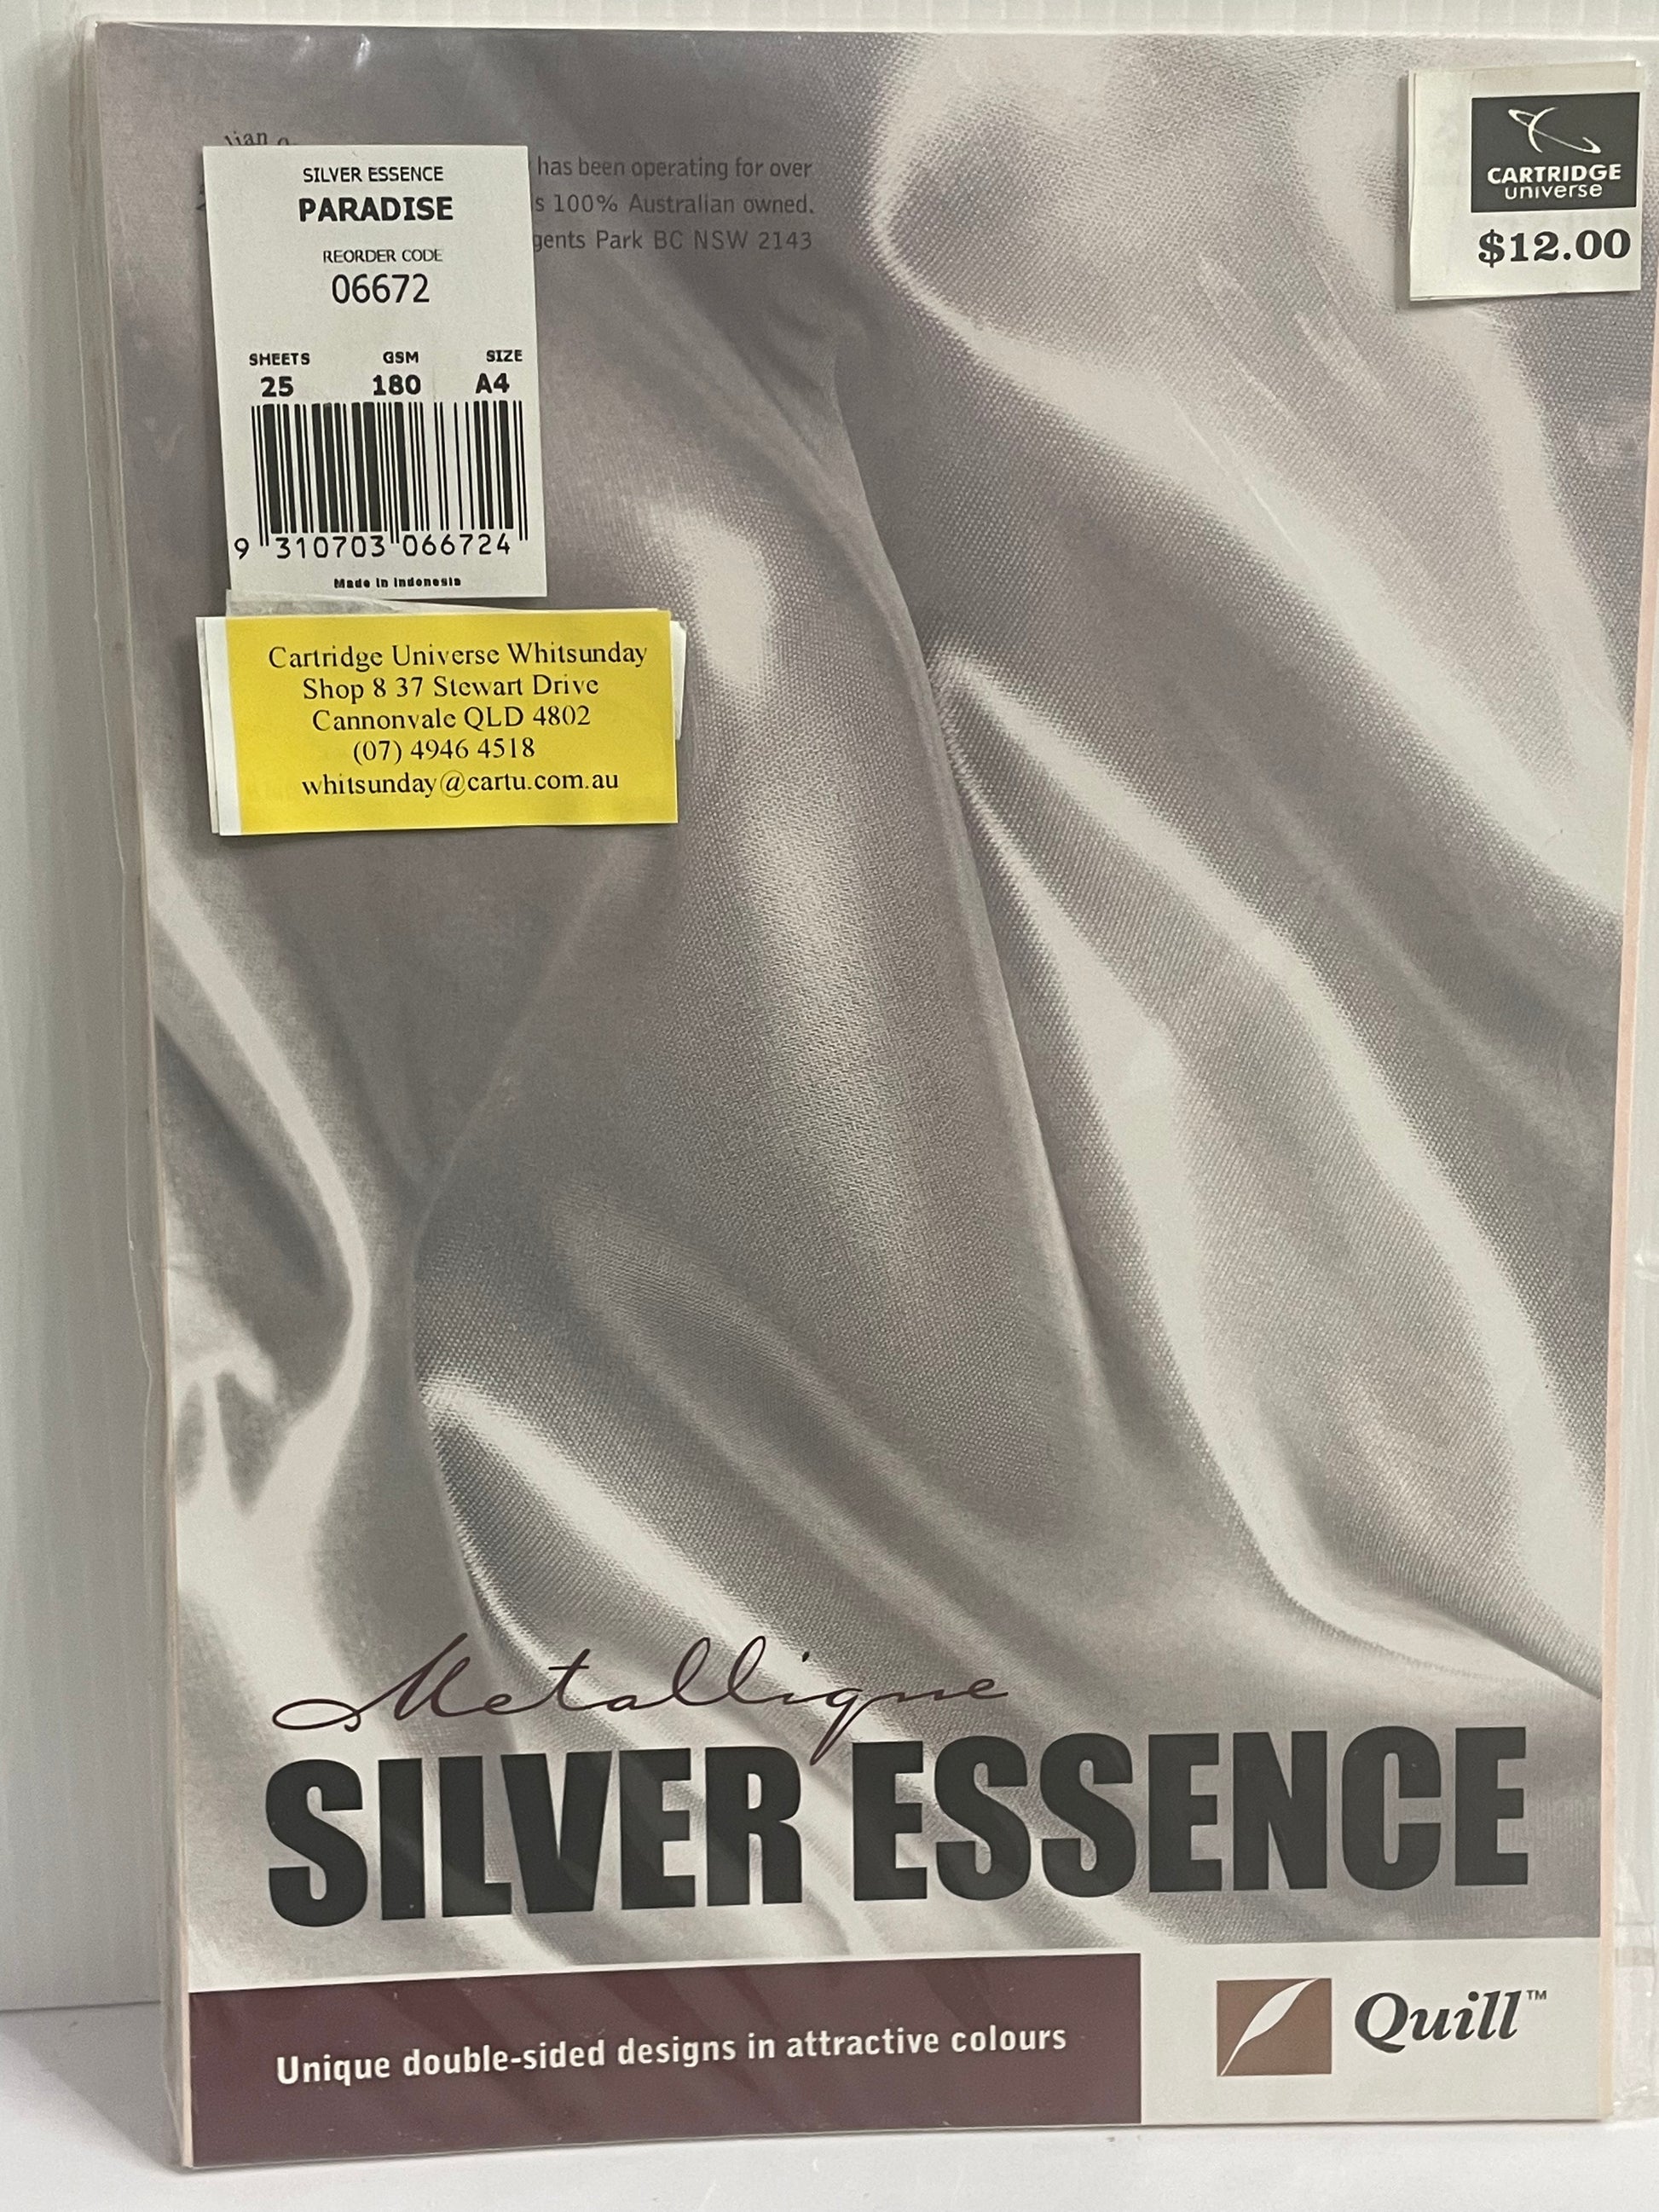 has been operating for over
100% Australian owned.
Park BC NSW 2143
SILVER ESSENCE
PARADISE
REORDER CODE
06672
SHEETS GSM SIZE
25 180 A4
9 310703 066724
Made in Indonesia
CARTRIDGE
universe
$12.00
Cartridge Universe Whitsunday
Shop 8 37 Stewart Drive
Cannonvale QLD 4802
(07) 4946 4518
whitsunday@cartu.com.au
Metallique
SILVER ESSENCE
Unique double-sided designs in attractive colours
Quill™